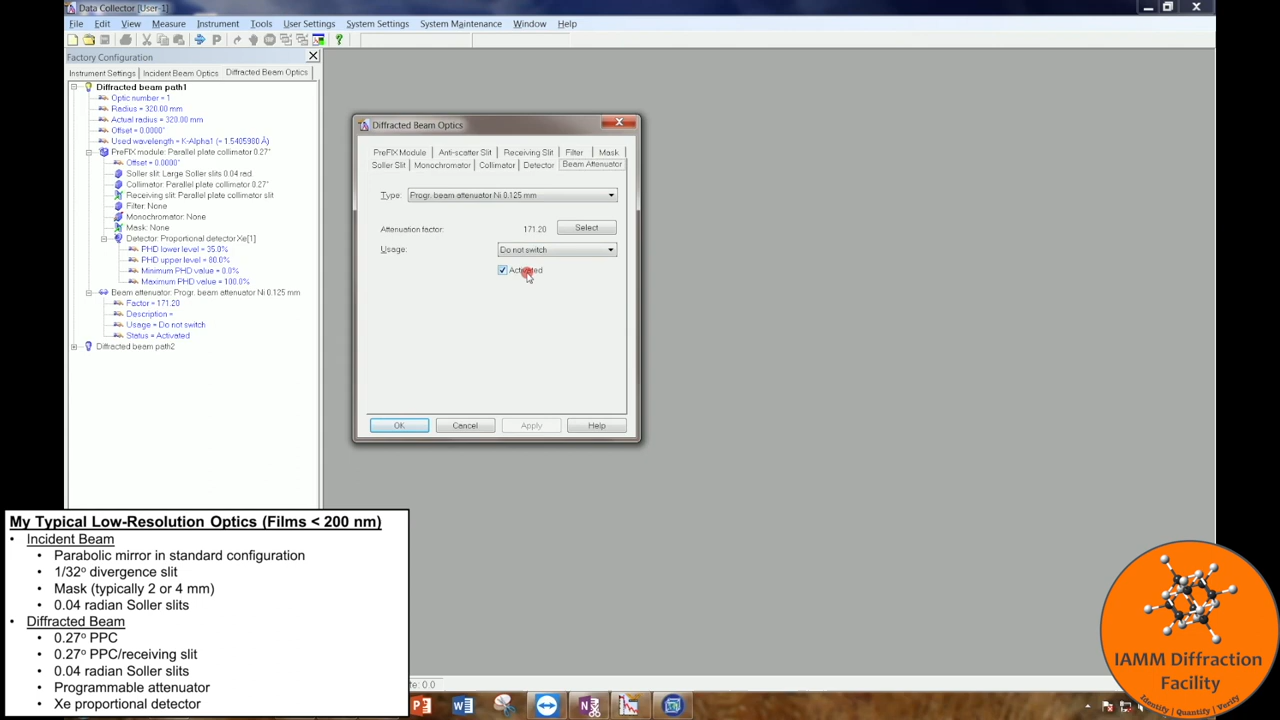 Data Collector [User-1]
File Edit View Measure Instrument Tools User Settings System Settings System Maintenance Window Help
Factory Configuration
Instrument Settings Incident Beam Optics Diffracted Beam Optics
Diffracted beam path1
Optic number = 1
Radius = 320.00 mm
Actual radius = 320.00 mm
Offset = 0.0000°
Used wavelength = K-Alpha1 (= 1.5405980 Å)
PreFIX module: Parallel plate collimator 0.27°
Offset = 0.0000°
Soller slit: Large Soller slits 0.04 rad.
Collimator: Parallel plate collimator 0.27°
Receiving slit: Parallel plate collimator slit
Filter: None
Monochromator: None
Mask: None
Detector: Proportional detector Xe[1]
PHD lower level = 35.0%
PHD upper level = 80.0%
Minimum PHD value = 0.0%
Maximum PHD value = 100.0%
Beam attenuator: Progr. beam attenuator Ni 0.125 mm
Factor = 171.20
Description =
Usage = Do not switch
Status = Activated
Diffracted beam path2
Diffracted Beam Optics
PreFIX Module Anti-scatter Slit Receiving Slit Filter Mask
Soller Slit Monochromator Collimator Detector Beam Attenuator
Type: Progr. beam attenuator Ni 0.125 mm
Attenuation factor: 171.20 Select
Usage: Do not switch
Activated
OK Cancel Apply Help
My Typical Low-Resolution Optics (Films < 200 nm)
• Incident Beam
• Parabolic mirror in standard configuration
• 1/32° divergence slit
• Mask (typically 2 or 4 mm)
• 0.04 radian Soller slits
• Diffracted Beam
• 0.27° PPC
• 0.27° PPC/receiving slit
• 0.04 radian Soller slits
• Programmable attenuator
• Xe proportional detector
IAMM Diffraction
Facility
Identify | Quantify | Verify